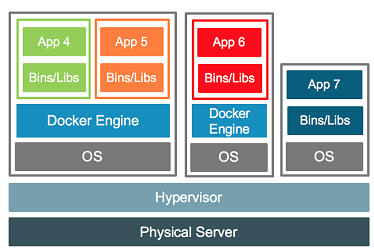 App 4
Bins/Libs
App 5
Bins/Libs
Docker Engine
OS
App 6
Bins/Libs
Docker
Engine
OS
App 7
Bins/Libs
OS
Hypervisor
Physical Server